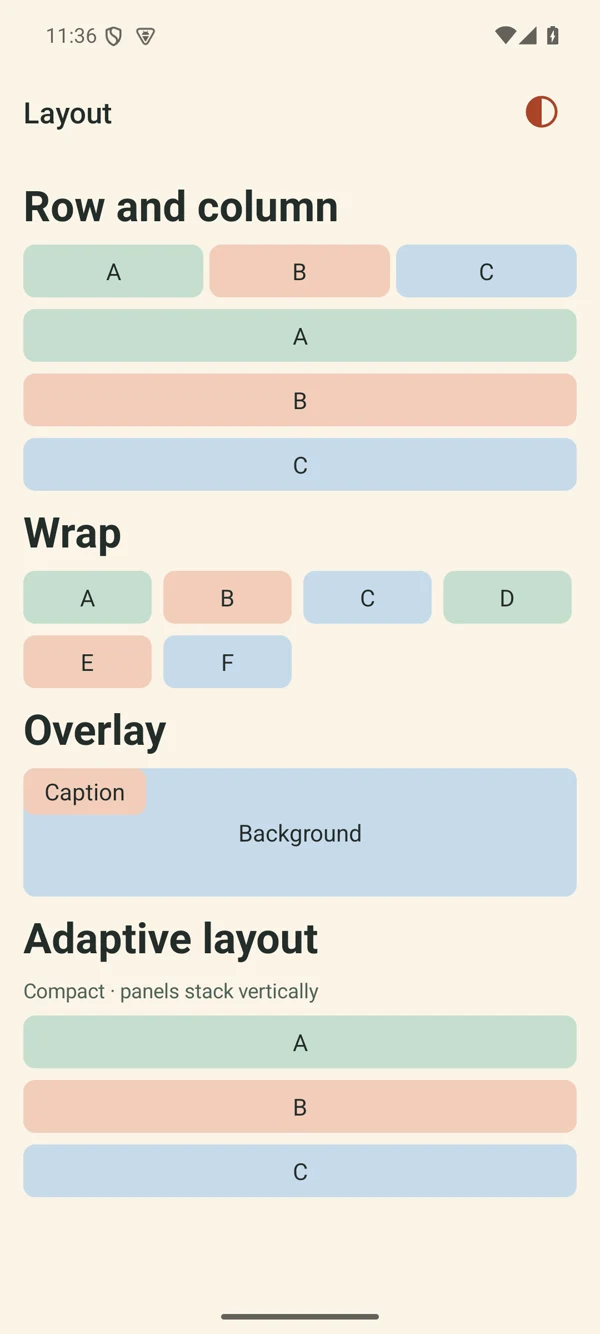 11:36
Layout
Row and column
A B C
A
B
C
Wrap
A B C D
E F
Overlay
Caption
Background
Adaptive layout
Compact · panels stack vertically
A
B
C